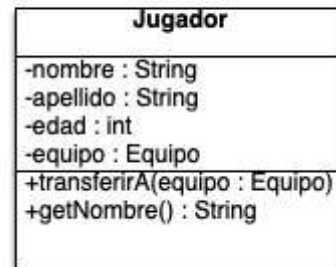 Jugador
-nombre : String
-apellido : String
-edad : int
-equipo : Equipo
+transferirA(equipo : Equipo)
+getNombre() : String